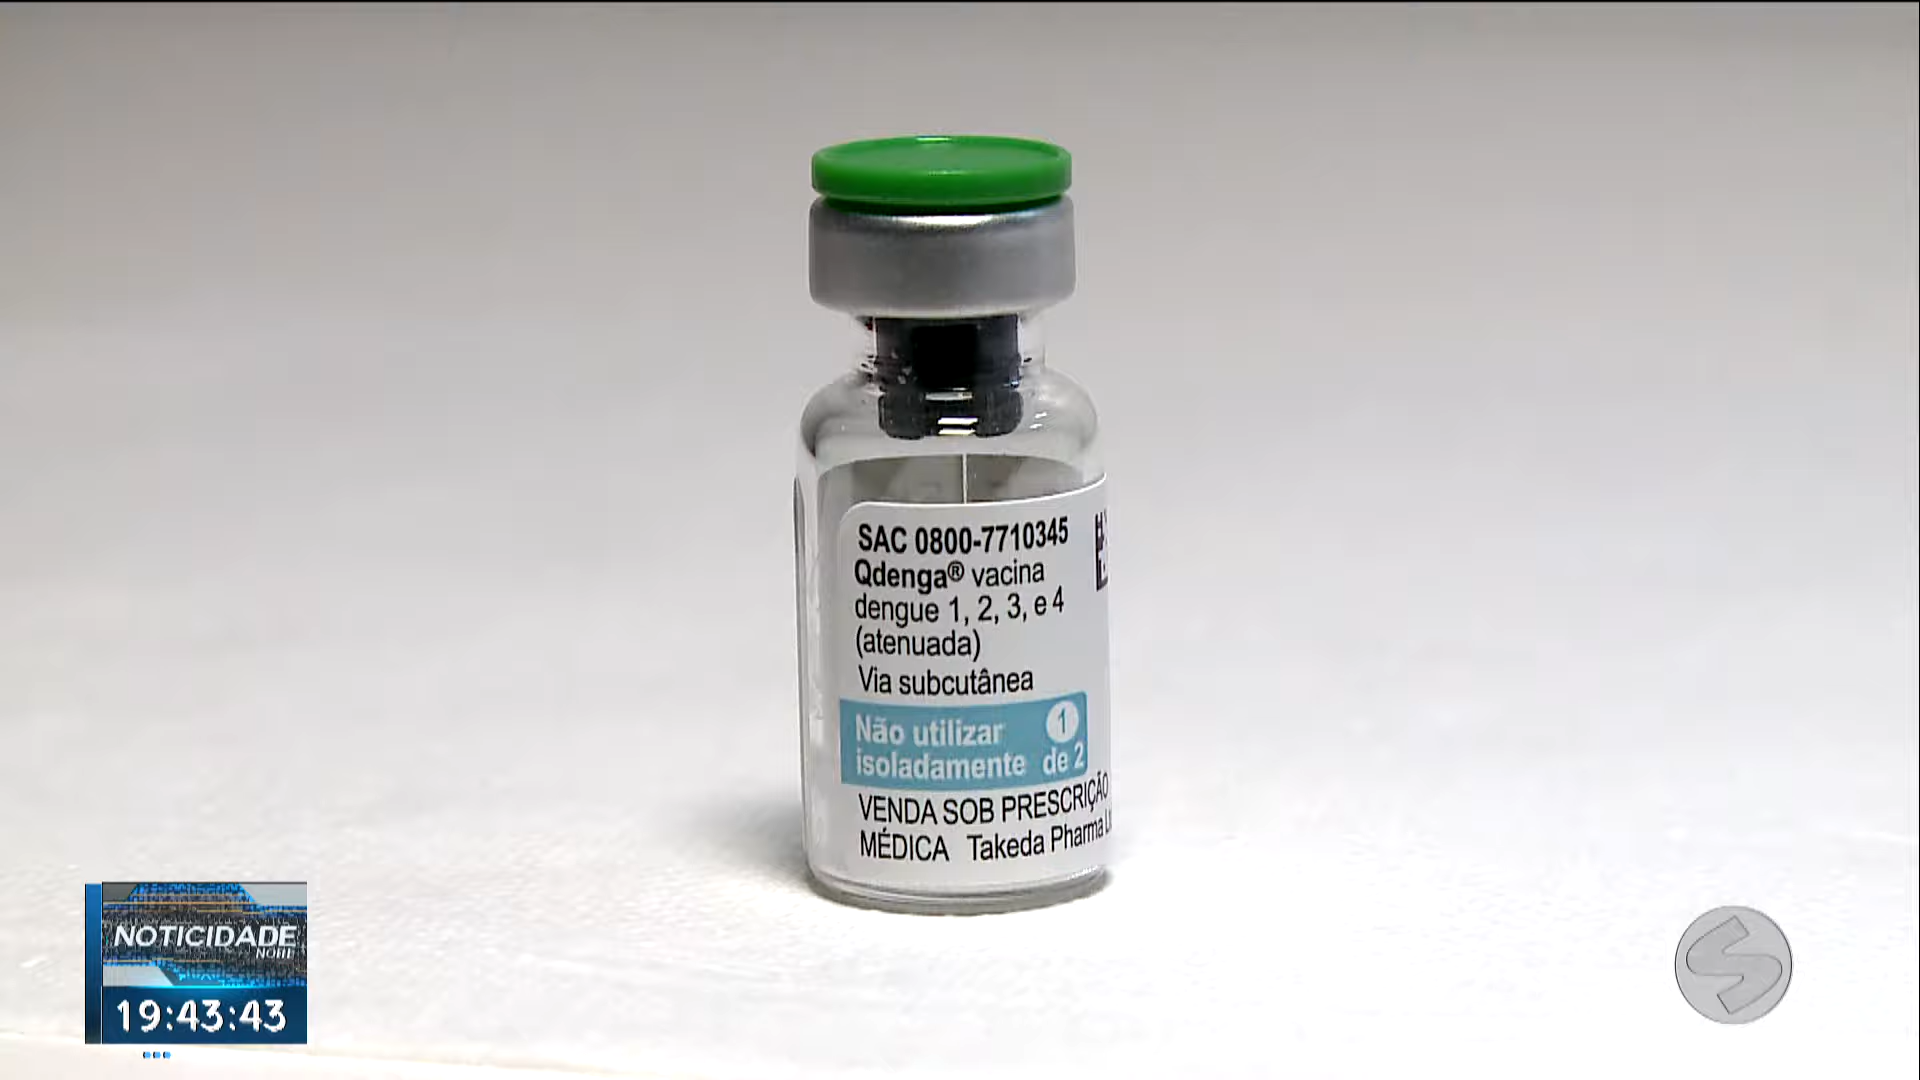 SAC 0800-7710345
Qdenga® vacina
dengue 1, 2, 3, e 4
(atenuada)
Via subcutânea
Não utilizar 1
isoladamente de 2
VENDA SOB PRESCRIÇÃO
MÉDICA Takeda Pharma
NOTICIDADE
19:43:43